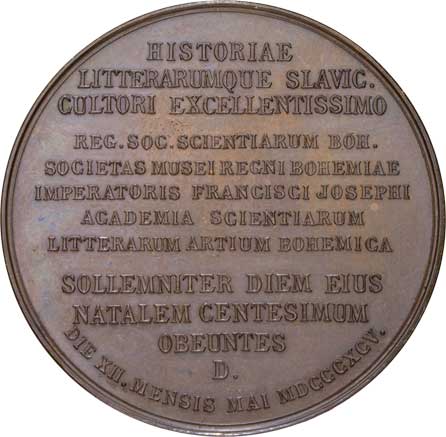 HISTORIAE
LITTERARUMQUE SLAVIC.
CULTORI EXCELLENTISSIMO
REG. SOC. SCIENTIARUM BOH.
SOCIETAS MUSEI REGNI BOHEMIAE
IMPERATORIS FRANCISCI JOSEPHI
ACADEMIA SCIENTIARUM
LITTERARUM ARTIUM BOHEMICA
SOLLEMNITER DIEM EIUS
NATALEM CENTESIMUM
OBEUNTES
D.
DIE XII. MENSIS MAI MDCCCXCV.